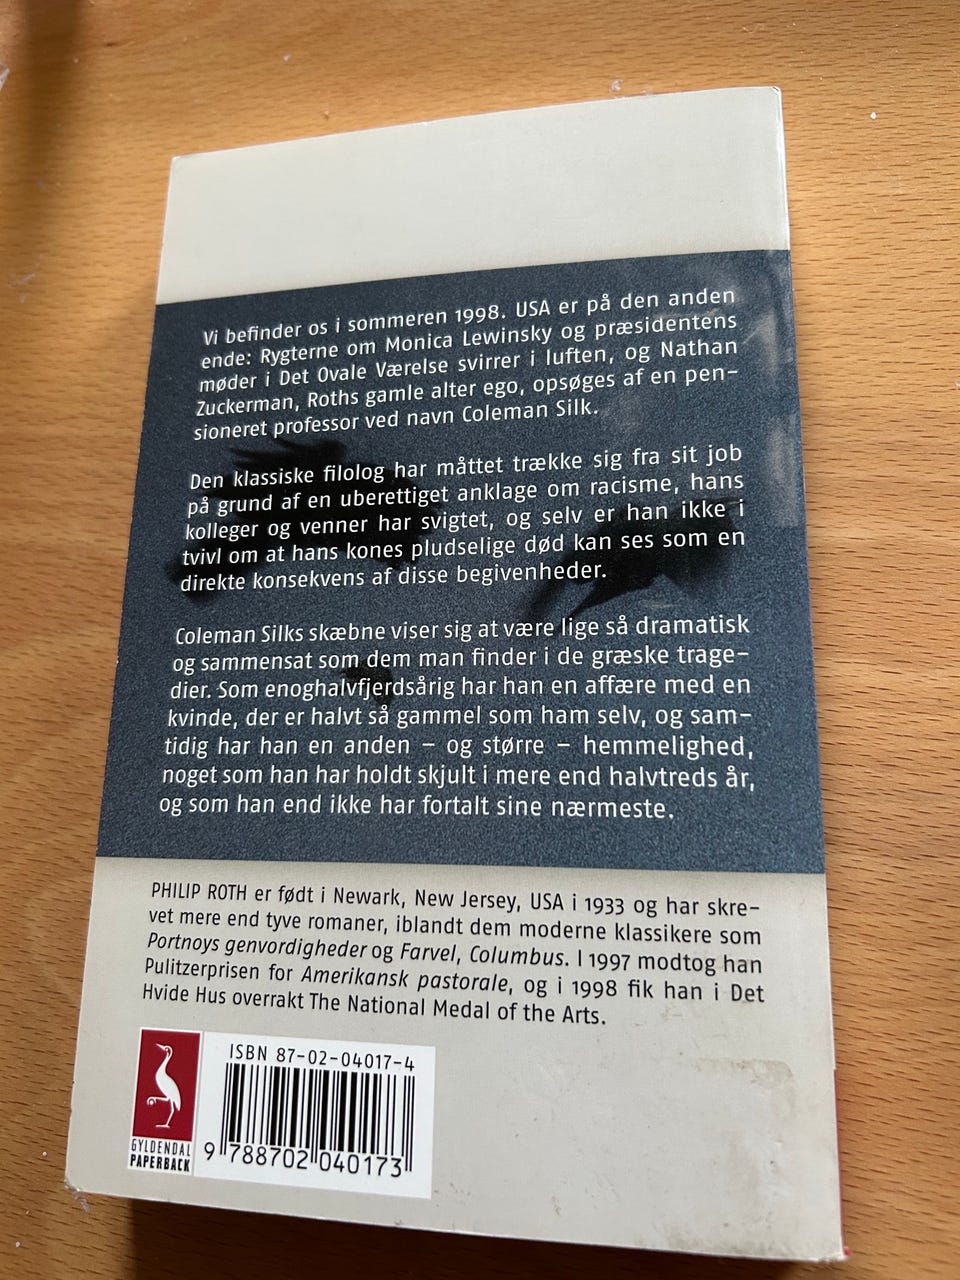 Vi befinder os i sommeren 1998. USA er på den anden
ende: Rygterne om Monica Lewinsky og præsidentens
møder i Det Ovale Værelse svirrer i luften, og Nathan
Zuckerman, Roths gamle alter ego, opsøges af en pen-
sioneret professor ved navn Coleman Silk.
Den klassiske filolog har måttet trække sig fra sit job
på grund af en uberettiget anklage om racisme, hans
kolleger og venner har svigtet, og selv er han ikke i
tvivl om at hans kones pludselige død kan ses som en
direkte konsekvens af disse begivenheder.
Coleman Silks skæbne viser sig at være lige så dramatisk
og sammensat som dem man finder i de græske trage-
dier. Som enoghalvfjerdsårig har han en affære med en
kvinde, der er halvt så gammel som ham selv, og sam-
tidig har han en anden – og større – hemmelighed,
noget som han har holdt skjult i mere end halvtreds år,
og som han end ikke har fortalt sine nærmeste.
PHILIP ROTH er født i Newark, New Jersey, USA i 1933 og har skre-
vet mere end tyve romaner, iblandt dem moderne klassikere som
Portnoys genvordigheder og Farvel, Columbus. I 1997 modtog han
Pulitzerprisen for Amerikansk pastorale, og i 1998 fik han i Det
Hvide Hus overrakt The National Medal of the Arts.
ISBN 87-02-04017-4
9 788702 040173
GYLDENDAL
PAPERBACK